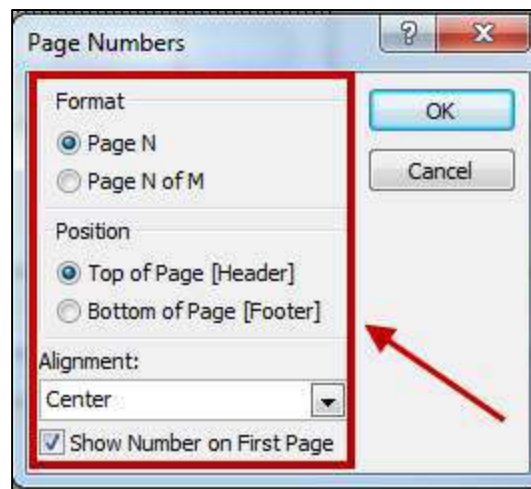 Page Numbers
Format
Page N
Page N of M
Position
Top of Page [Header]
Bottom of Page [Footer]
Alignment:
Center
Show Number on First Page
OK
Cancel